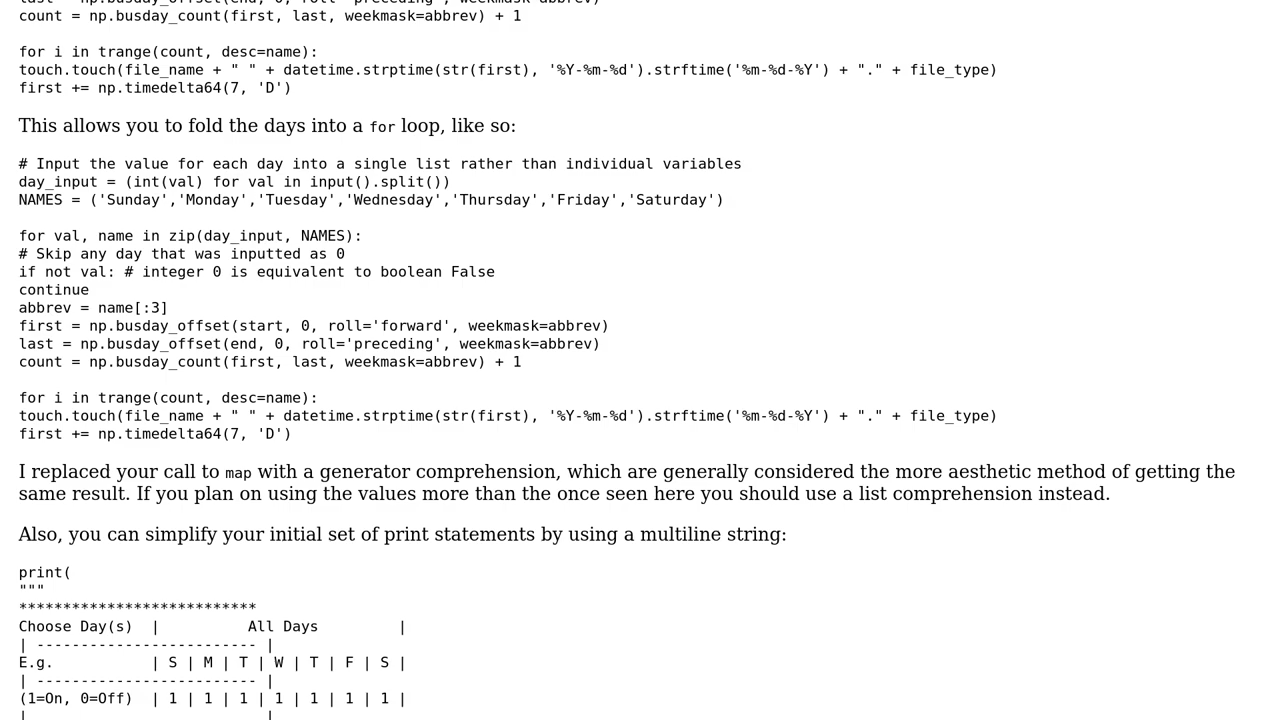 count = np.busday_count(first, last, weekmask=abbrev) + 1
for i in trange(count, desc=name):
touch.touch(file_name + " " + datetime.strptime(str(first), '%Y-%m-%d').strftime('%m-%d-%Y') + "." + file_type)
first += np.timedelta64(7, 'D')
This allows you to fold the days into a for loop, like so:
# Input the value for each day into a single list rather than individual variables
day_input = (int(val) for val in input().split())
NAMES = ('Sunday','Monday','Tuesday','Wednesday','Thursday','Friday','Saturday')
for val, name in zip(day_input, NAMES):
# Skip any day that was inputted as 0
if not val: # integer 0 is equivalent to boolean False
continue
abbrev = name[:3]
first = np.busday_offset(start, 0, roll='forward', weekmask=abbrev)
last = np.busday_offset(end, 0, roll='preceding', weekmask=abbrev)
count = np.busday_count(first, last, weekmask=abbrev) + 1
for i in trange(count, desc=name):
touch.touch(file_name + " " + datetime.strptime(str(first), '%Y-%m-%d').strftime('%m-%d-%Y') + "." + file_type)
first += np.timedelta64(7, 'D')
I replaced your call to map with a generator comprehension, which are generally considered the more aesthetic method of getting the
same result. If you plan on using the values more than the once seen here you should use a list comprehension instead.
Also, you can simplify your initial set of print statements by using a multiline string:
print(
"""
***************************
Choose Day(s)  |          All Days         |
| ------------------------- |
E.g.           | S | M | T | W | T | F | S |
| ------------------------- |
(1=On, 0=Off)  | 1 | 1 | 1 | 1 | 1 | 1 | 1 |